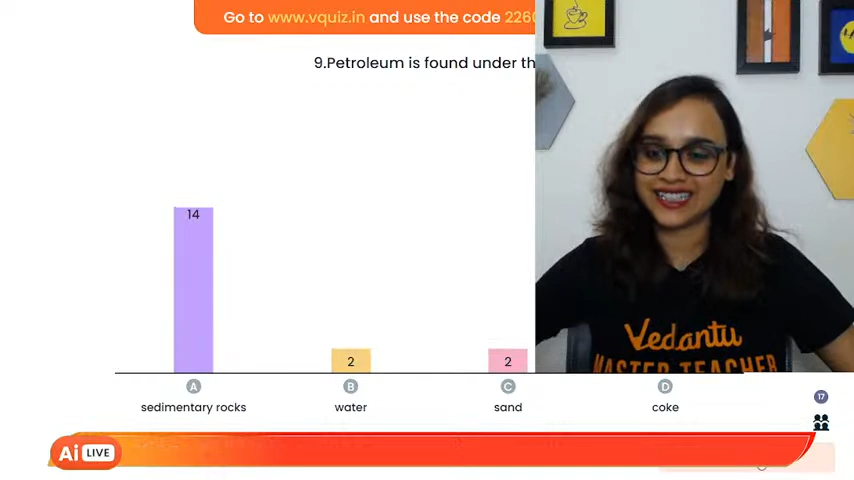 Go to www.vquiz.in and use the code 226
9.Petroleum is found under th
14
2
2
A
B
C
D
sedimentary rocks
water
sand
coke
17
Vedantu
MASTER TEACHER
Ai LIVE